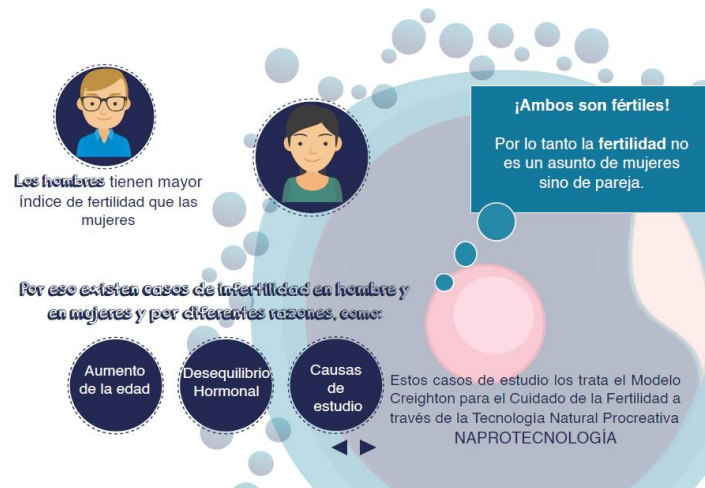 Los hombres tienen mayor
índice de fertilidad que las
mujeres
¡Ambos son fértiles!
Por lo tanto la fertilidad no
es un asunto de mujeres
sino de pareja.
Por eso existen casos de infertilidad en hombre y
en mujeres y por diferentes razones, como:
Aumento
de la edad
Desequilibrio
Hormonal
Causas
de
estudio
Estos casos de estudio los trata el Modelo
Creighton para el Cuidado de la Fertilidad a
través de la Tecnología Natural Procreativa
NAPROTECNOLOGÍA